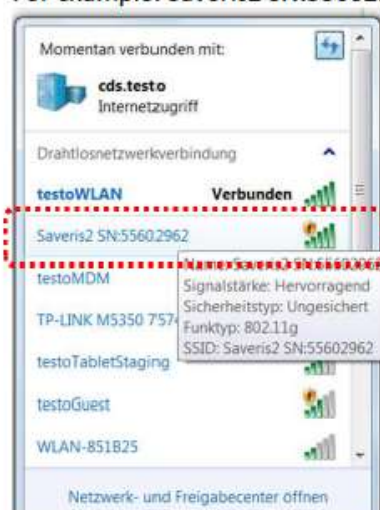 Momentan verbunden mit:
cds.testo
Internetzugriff
Drahtlosnetzwerkverbindung
testoWLAN Verbunden
Saveris2 SN:55602962
testoMDM
Signalstärke: Hervorragend
Sicherheitstyp: Ungesichert
TP-LINK M5350
Funktyp: 802.11g
SSID: Saveris2 SN:55602962
testoTabletStaging
testoGuest
WLAN-851B25
Netzwerk- und Freigabecenter öffnen